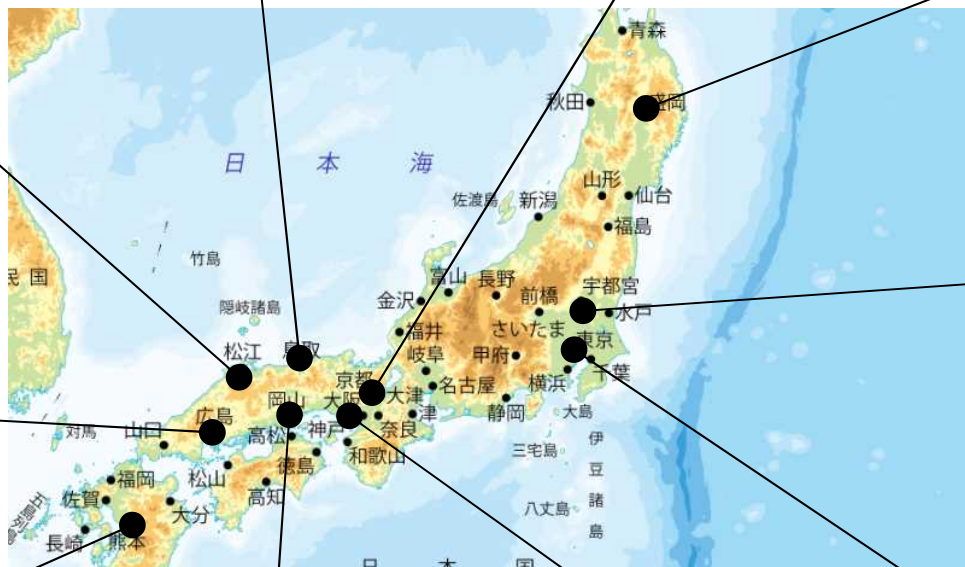 青森
秋田
盛岡
日本海
山形
仙台
佐渡島
新潟
福島
竹島
民国
富山
長野
宇都宮
前橋
金沢
水戸
隠岐諸島
さいたま
福井
東京
松江
鳥取
岐阜
甲府
千葉
京都
横浜
名古屋
大津
岡山
大阪
静岡
大島
広島
津
対馬
山口
高松
神戸
奈良
伊豆諸島
三宅島
和歌山
徳島
福岡
松山
高知
佐賀
八丈島
大分
五島列島
長崎
熊本
日本国